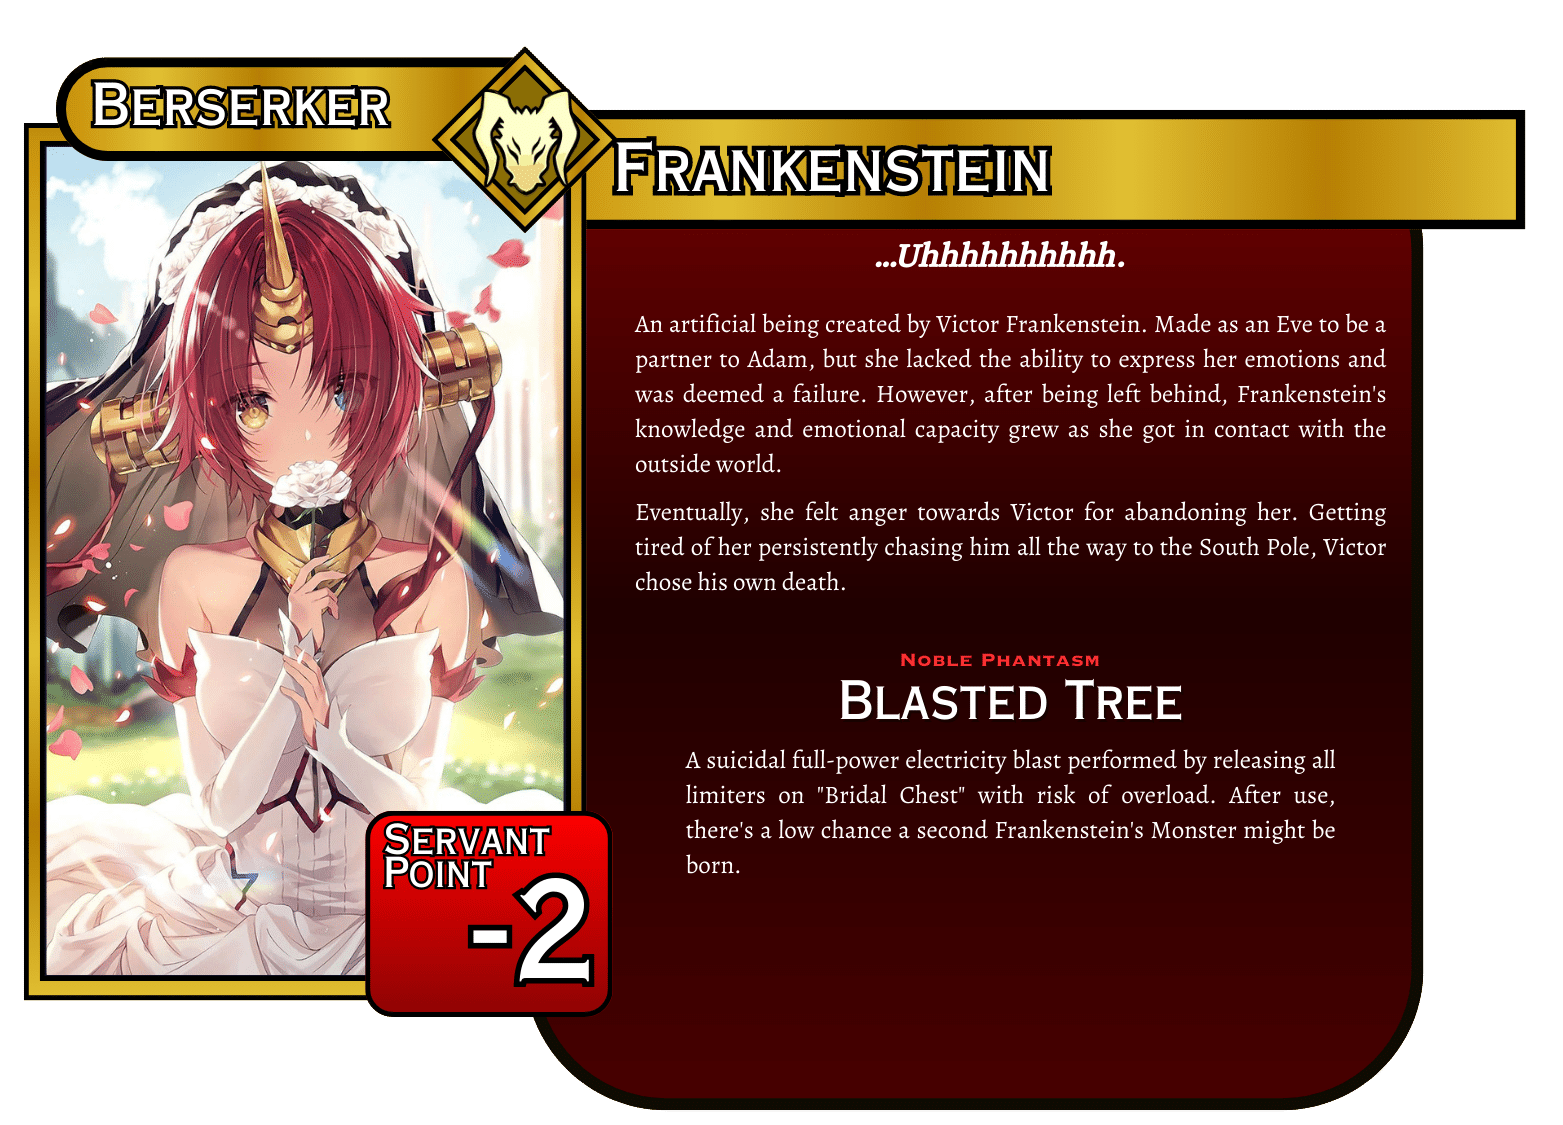 BERSERKER
FRANKENSTEIN
...Uhhhhhhhhhhh.
An artificial being created by Victor Frankenstein. Made as an Eve to be a
partner to Adam, but she lacked the ability to express her emotions and
was deemed a failure. However, after being left behind, Frankenstein's
knowledge and emotional capacity grew as she got in contact with the
outside world.
Eventually, she felt anger towards Victor for abandoning her. Getting
tired of her persistently chasing him all the way to the South Pole, Victor
chose his own death.
NOBLE PHANTASM
BLASTED TREE
A suicidal full-power electricity blast performed by releasing all
limiters on "Bridal Chest" with risk of overload. After use,
there's a low chance a second Frankenstein's Monster might be
born.
SERVANT
POINT
-2